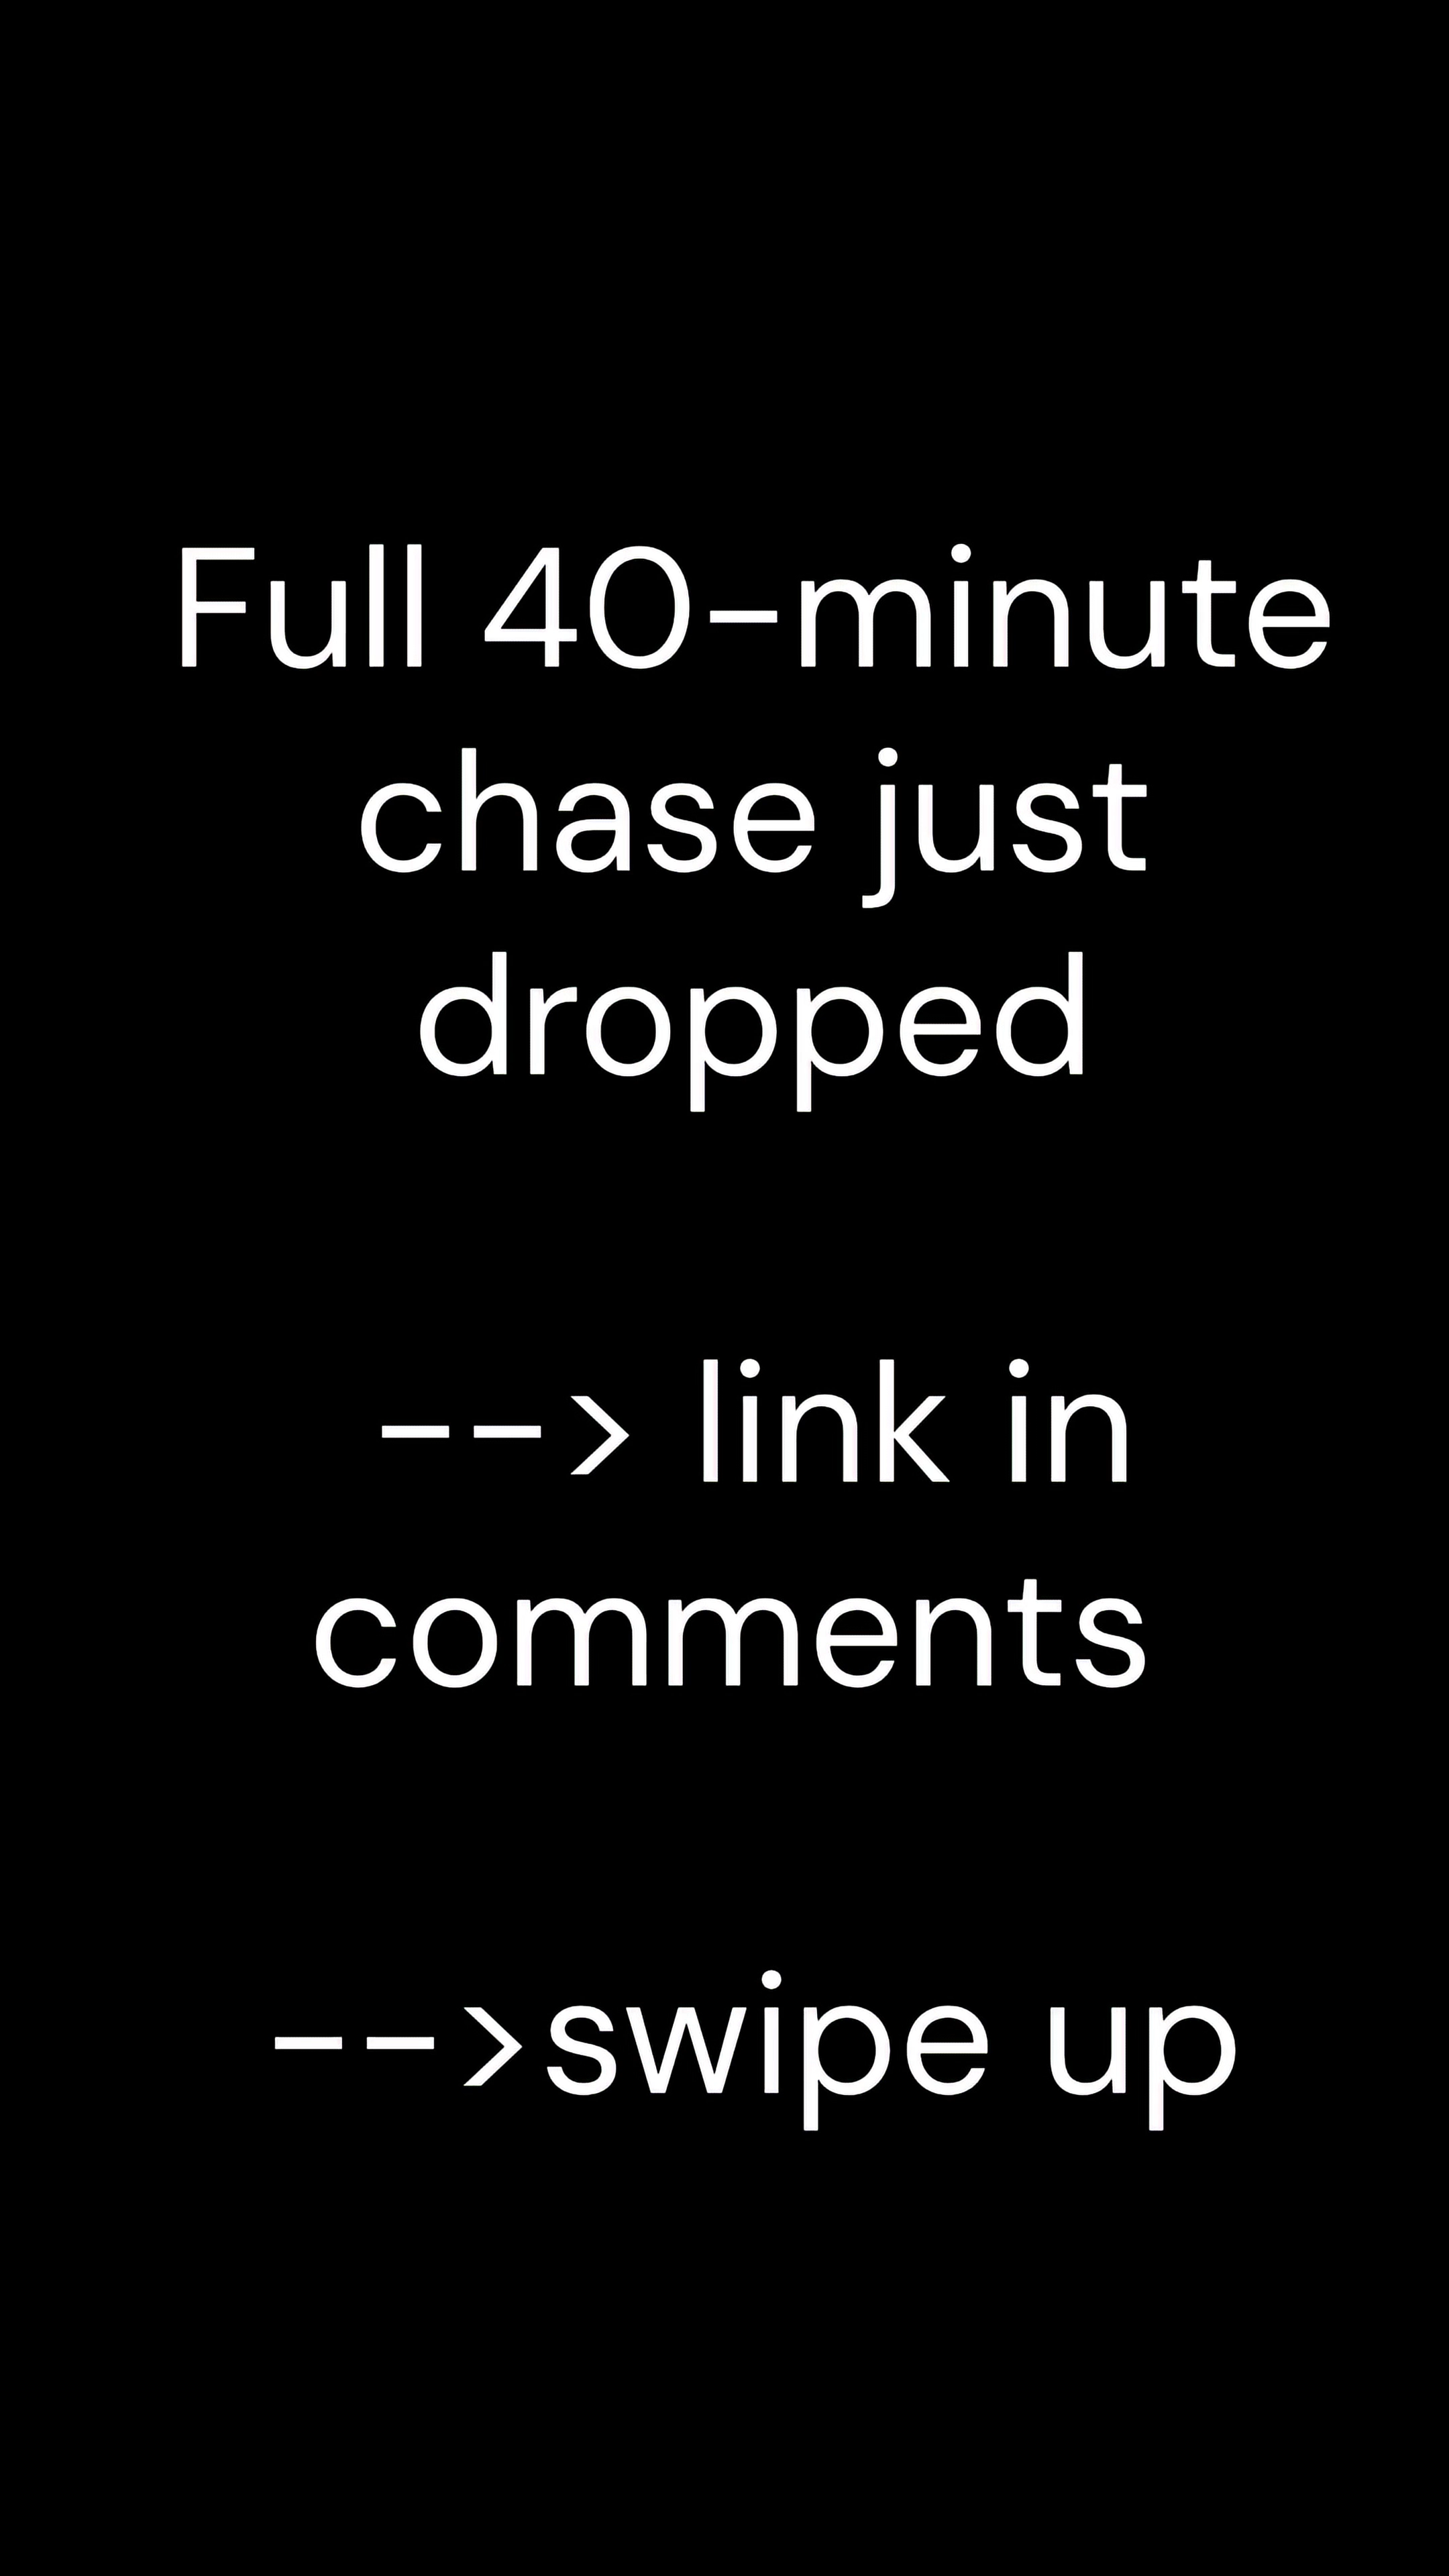 Full 40-minute
chase just
dropped
--> link in
comments
-->swipe up